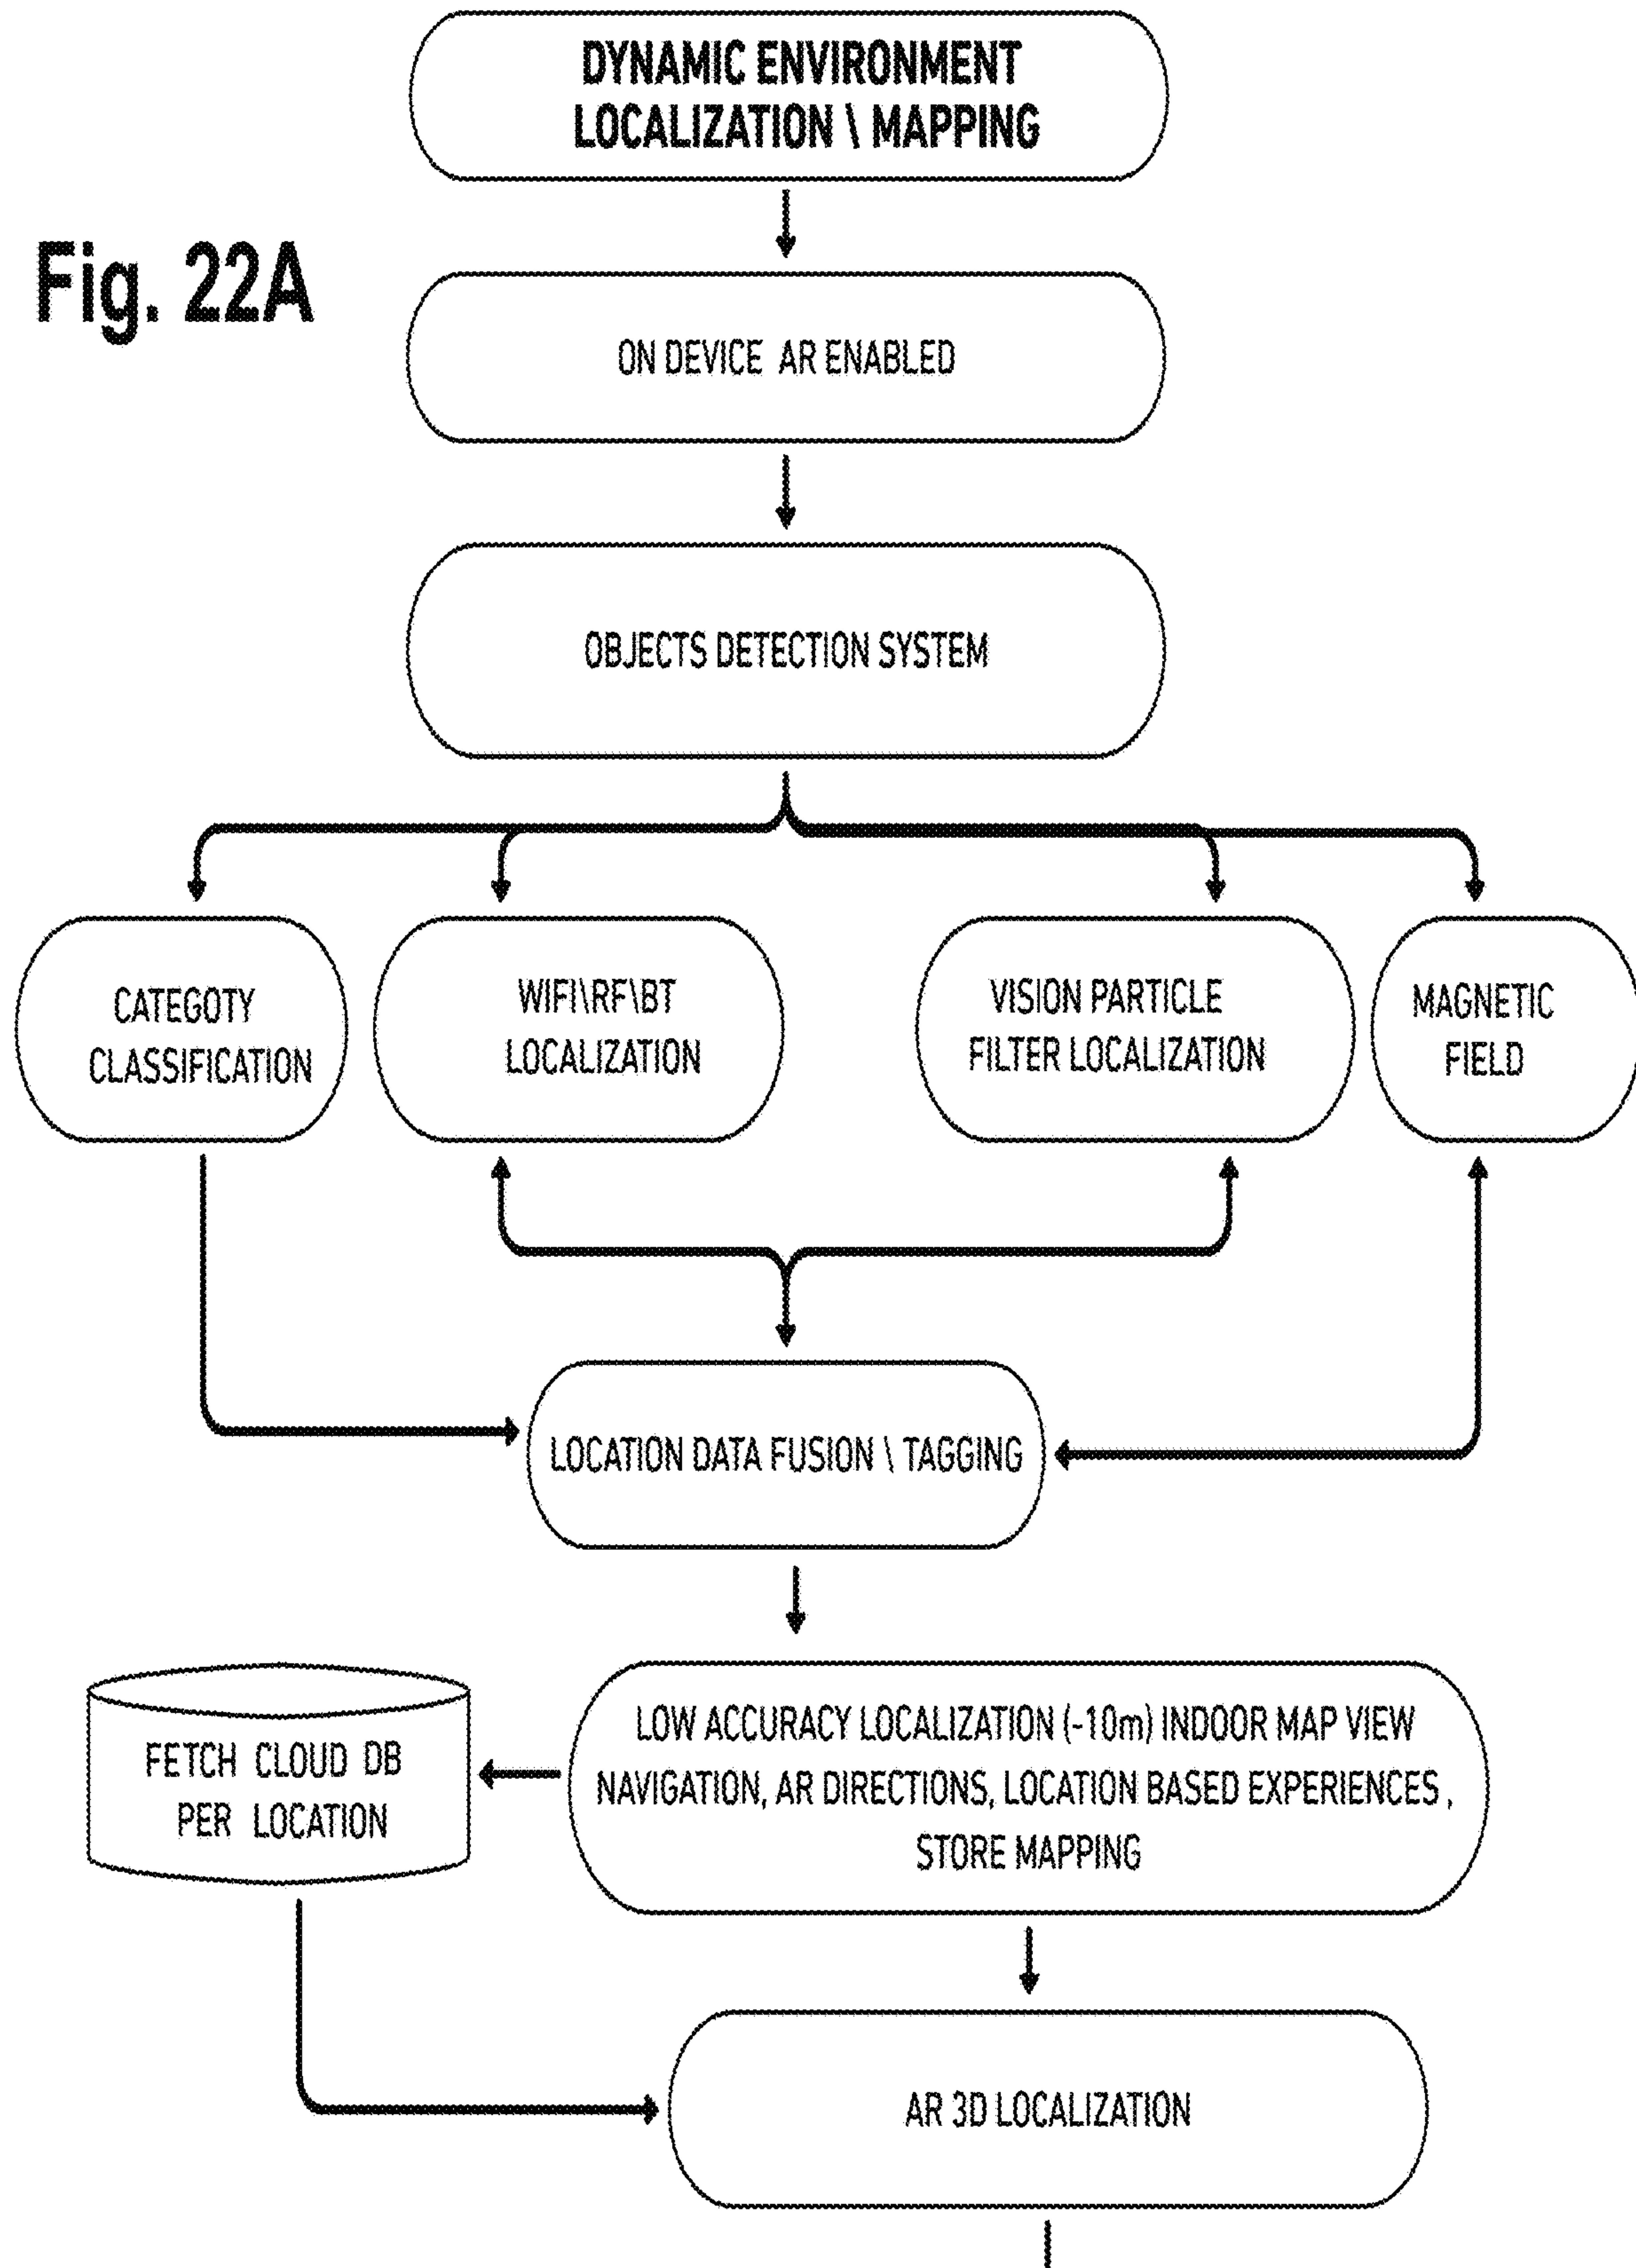 DYNAMIC ENVIRONMENT
LOCALIZATION \ MAPPING
Fig. 22A
ON DEVICE AR ENABLED
OBJECTS DETECTION SYSTEM
CATEGOTY
CLASSIFICATION
WIFI\RF\BT
LOCALIZATION
VISION PARTICLE
FILTER LOCALIZATION
MAGNETIC
FIELD
LOCATION DATA FUSION \ TAGGING
FETCH CLOUD DB
PER LOCATION
LOW ACCURACY LOCALIZATION (-10m) INDOOR MAP VIEW
NAVIGATION, AR DIRECTIONS, LOCATION BASED EXPERIENCES ,
STORE MAPPING
AR 3D LOCALIZATION